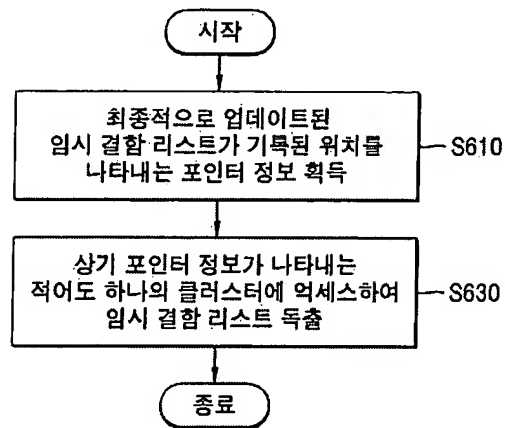 시작
최종적으로 업데이트된
임시 결함 리스트가 기록된 위치를
나타내는 포인터 정보 획득
S610
상기 포인터 정보가 나타내는
적어도 하나의 클러스터에 억세스하여
임시 결함 리스트 독출
S630
종료